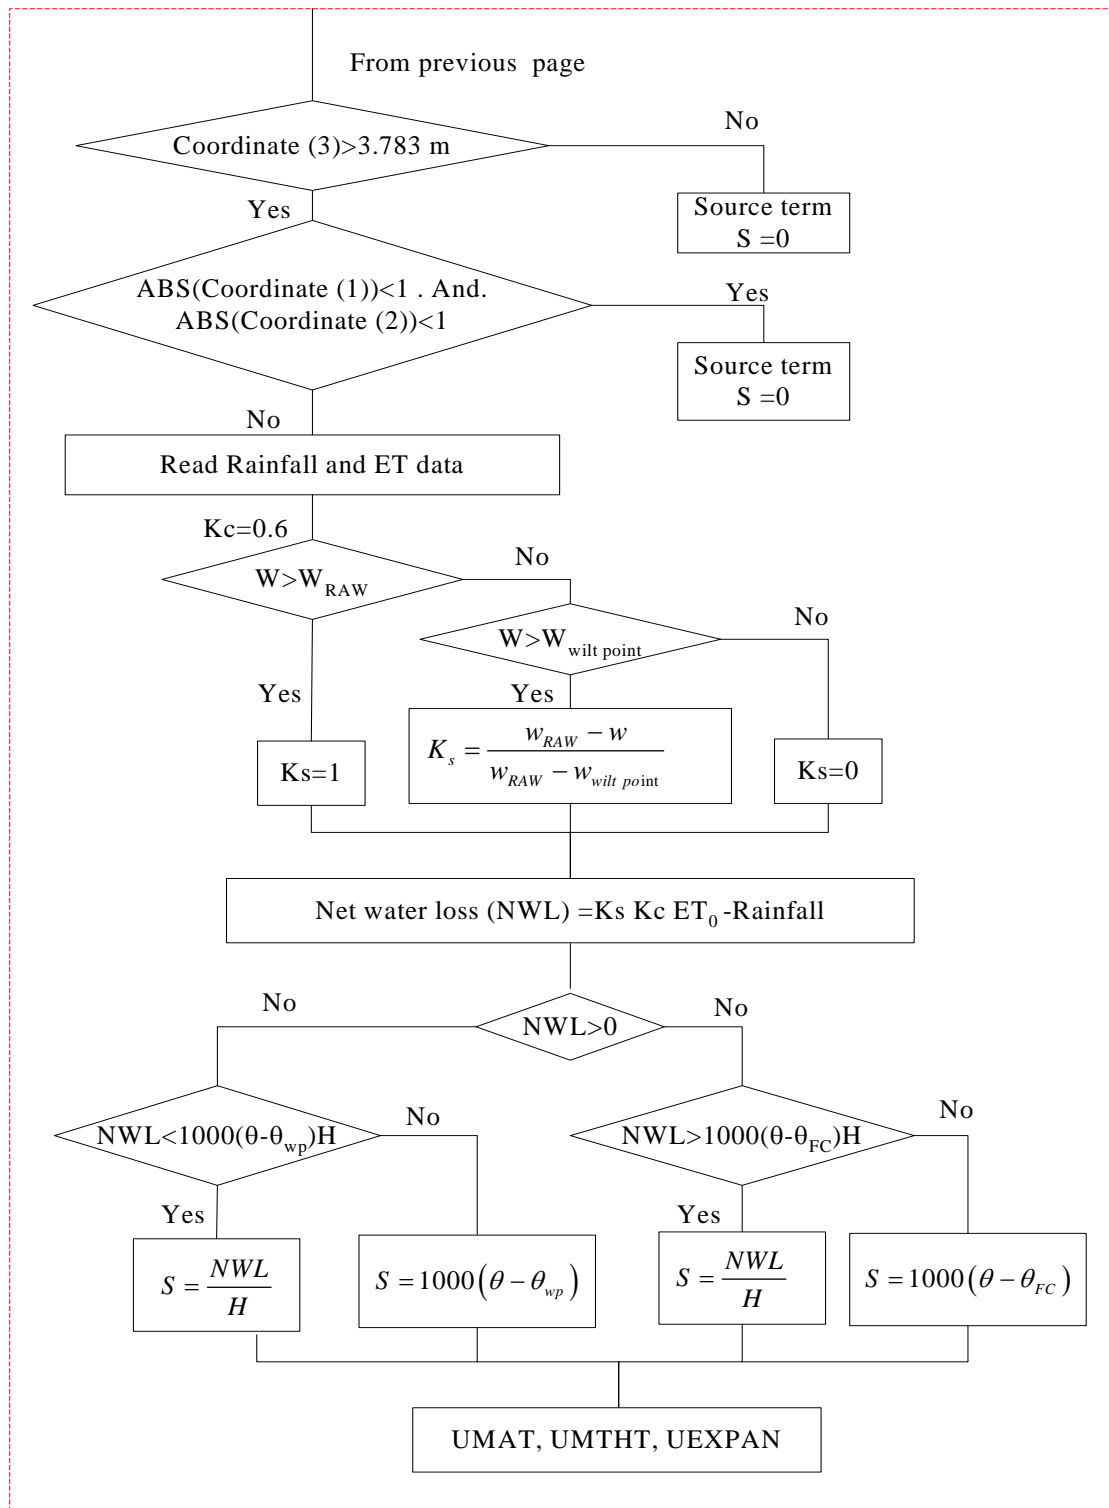 From previous page
Coordinate (3)>3.783 m
No
Yes
Source term
S =0
ABS(Coordinate (1))<1 . And.
ABS(Coordinate (2))<1
Yes
Source term
S =0
No
Read Rainfall and ET data
Kc=0.6
W>W_RAW
No
W>W_wilt point
No
Yes
Yes
Ks=1
K_s = (w_RAW − w) / (w_RAW − w_wilt point)
Ks=0
Net water loss (NWL) =Ks Kc ET_0 -Rainfall
NWL>0
No
No
NWL<1000(θ-θ_wp)H
No
NWL>1000(θ-θ_FC)H
No
Yes
Yes
S = NWL / H
S = 1000(θ − θ_wp)
S = NWL / H
S = 1000(θ − θ_FC)
UMAT, UMTHT, UEXPAN